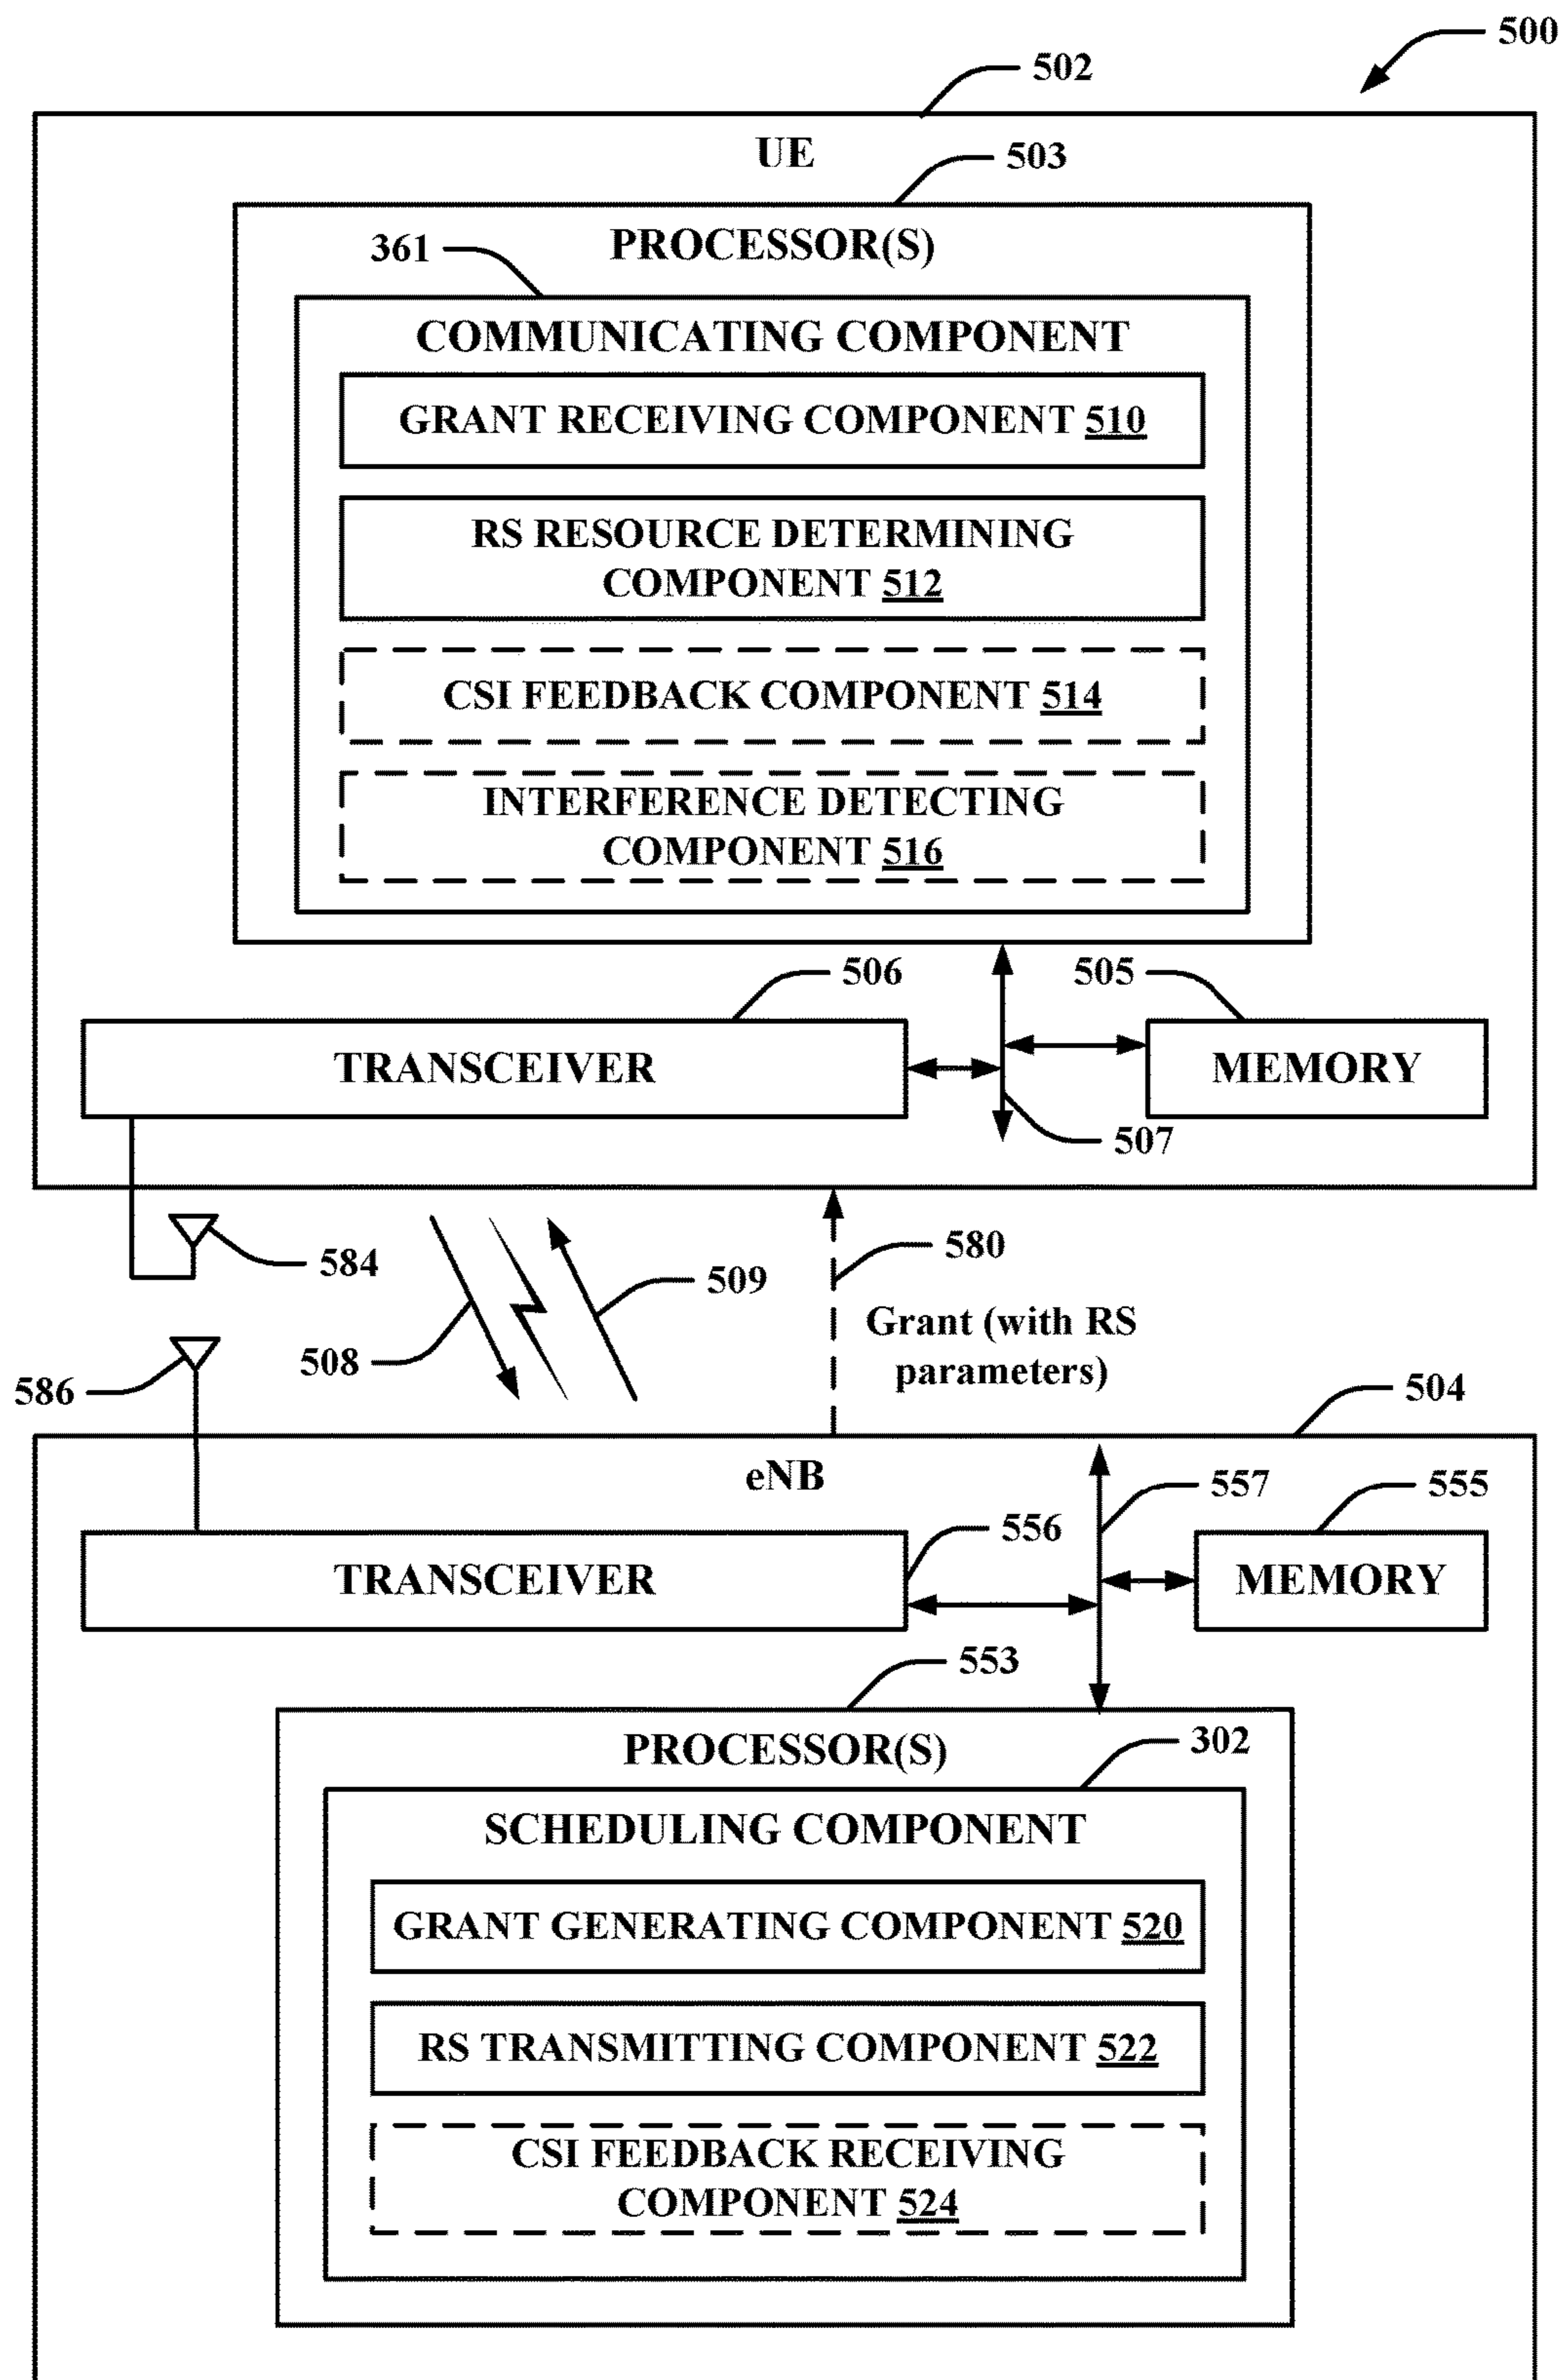 500
502
UE
503
361
PROCESSOR(S)
COMMUNICATING COMPONENT
GRANT RECEIVING COMPONENT 510
RS RESOURCE DETERMINING
COMPONENT 512
CSI FEEDBACK COMPONENT 514
INTERFERENCE DETECTING
COMPONENT 516
506
505
TRANSCEIVER
MEMORY
507
584
580
509
508
Grant (with RS
parameters)
586
504
eNB
557
555
556
TRANSCEIVER
MEMORY
553
PROCESSOR(S)
302
SCHEDULING COMPONENT
GRANT GENERATING COMPONENT 520
RS TRANSMITTING COMPONENT 522
CSI FEEDBACK RECEIVING
COMPONENT 524